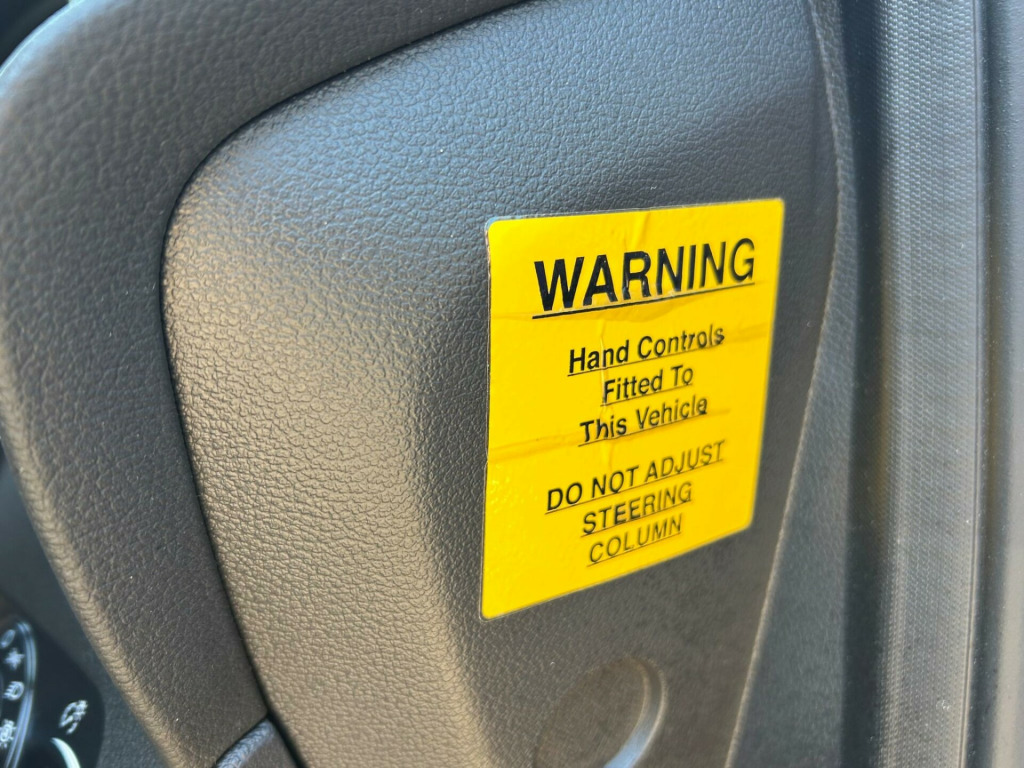 WARNING
Hand Controls
Fitted To
This Vehicle
DO NOT ADJUST
STEERING
COLUMN